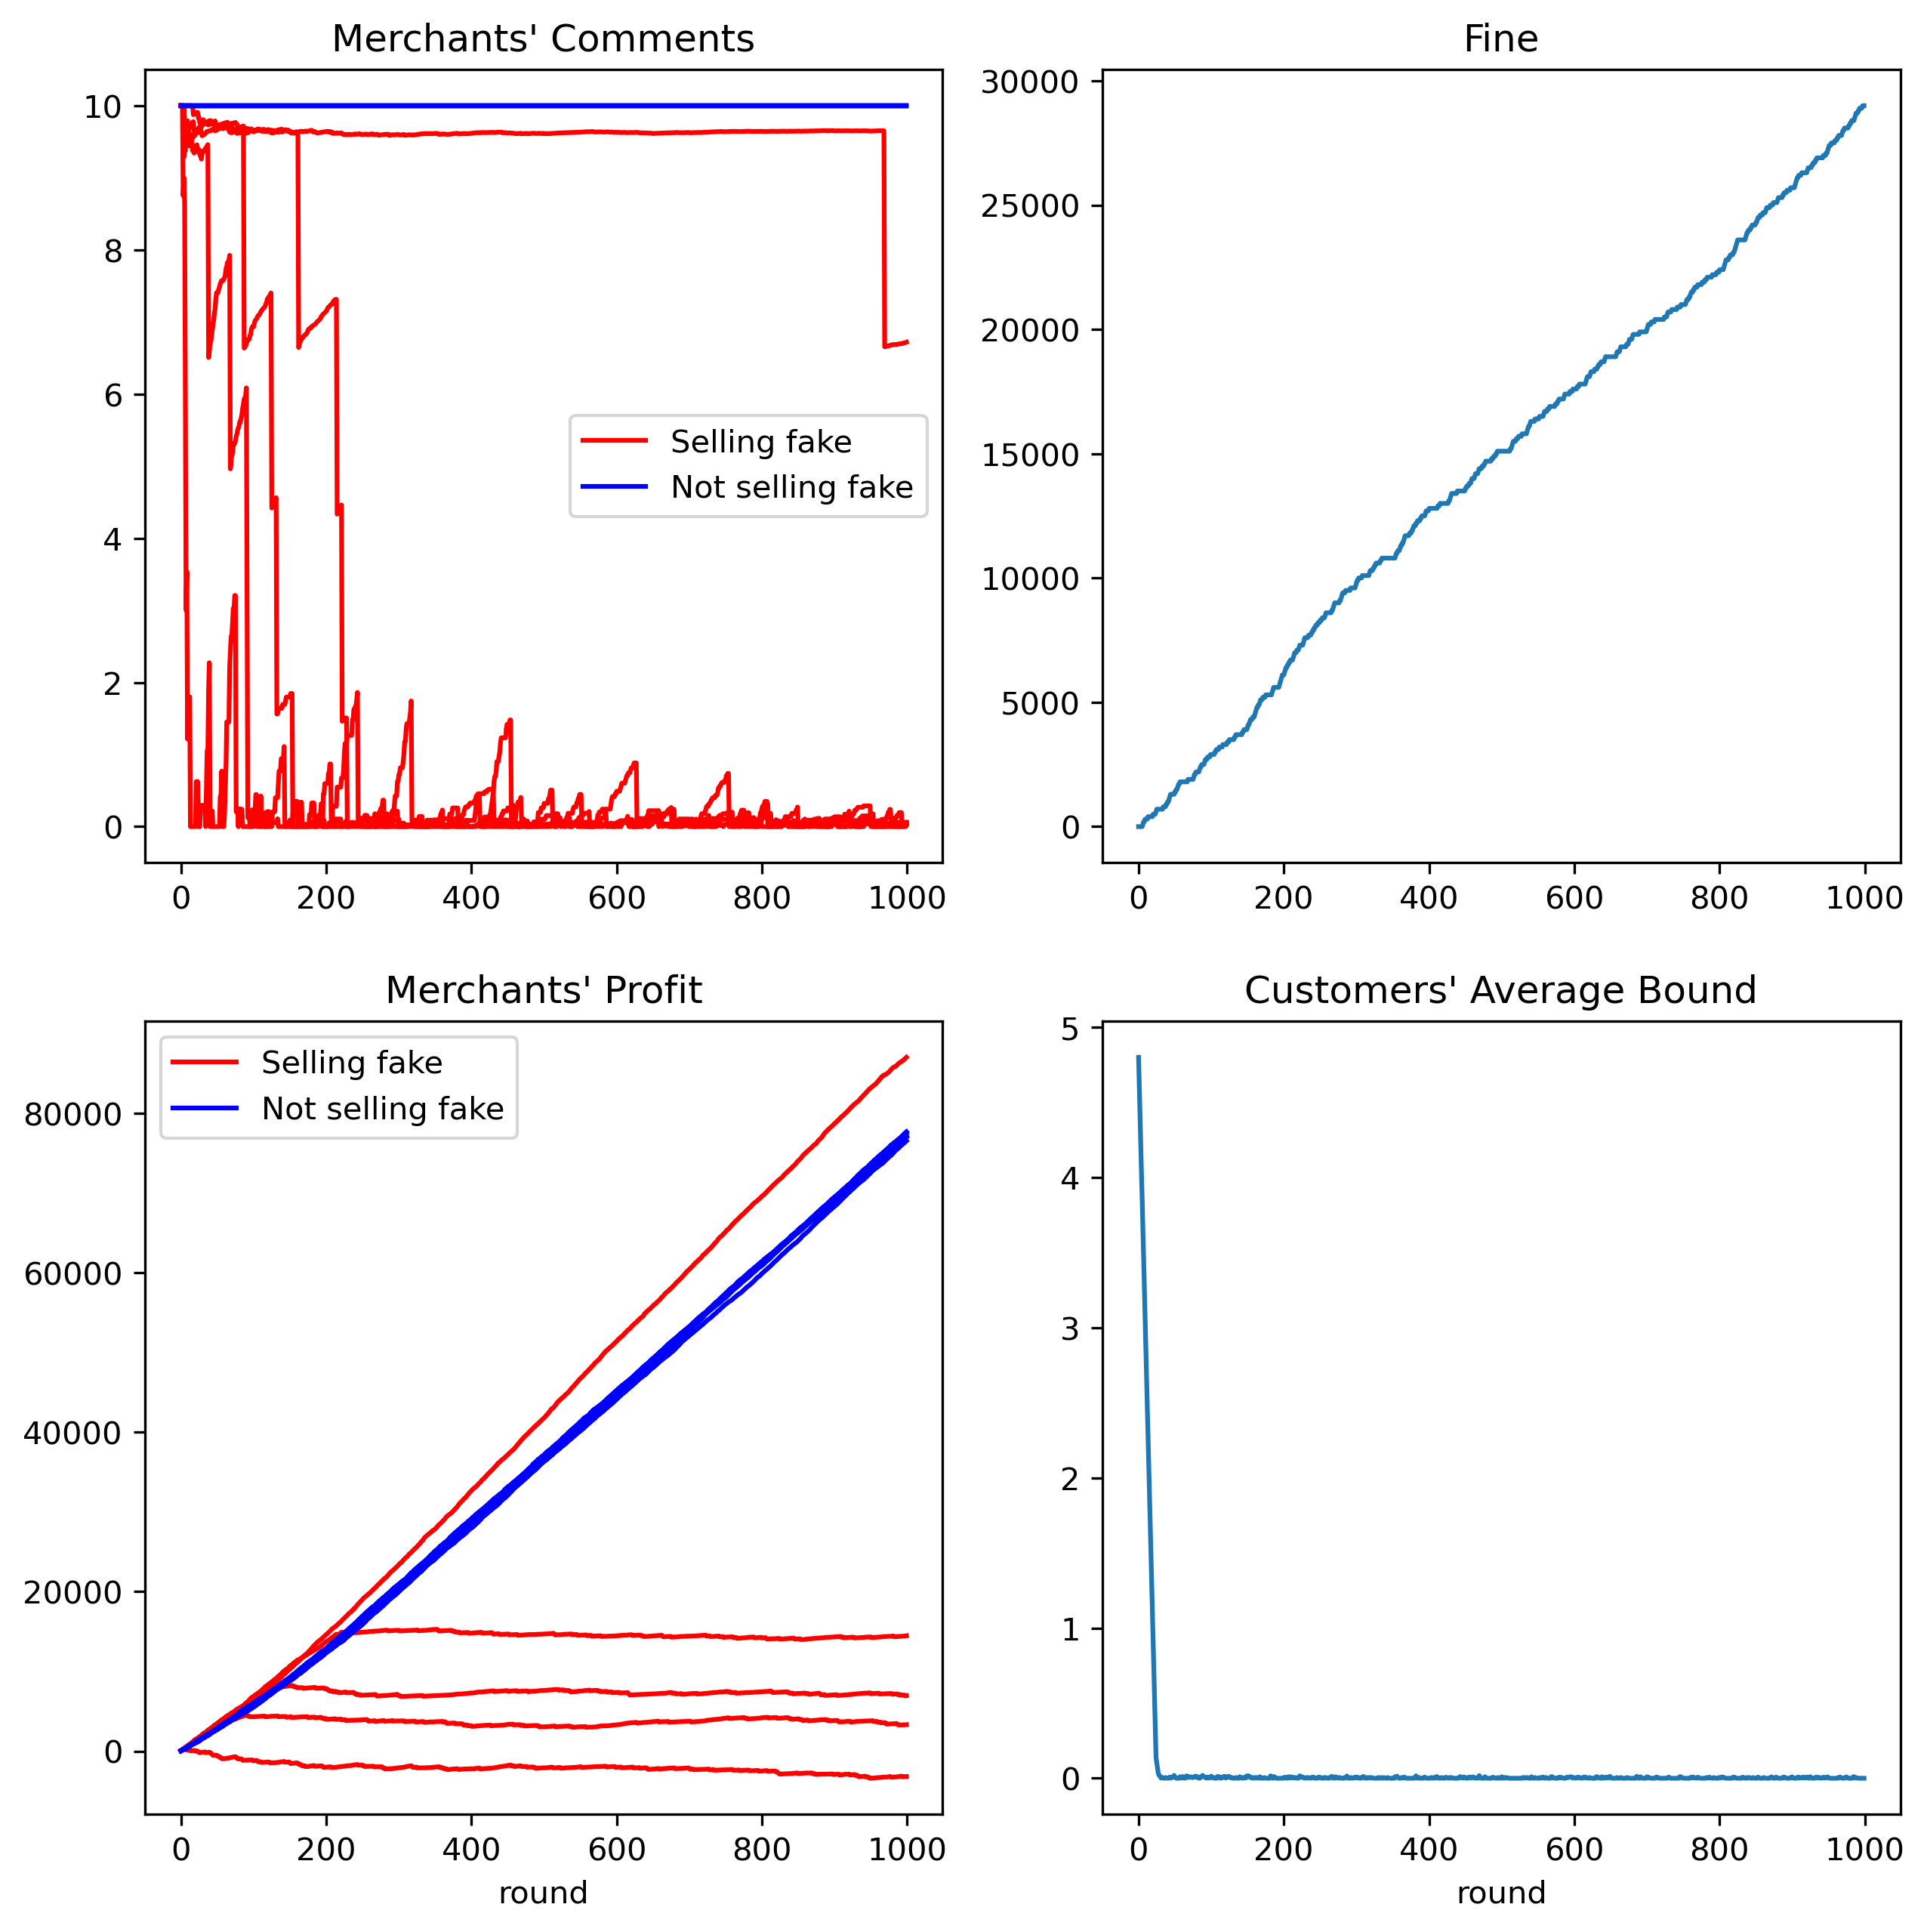 Merchants' Comments
10
8
6
4
2
0
0 200 400 600 800 1000
Selling fake
Not selling fake
Fine
30000
25000
20000
15000
10000
5000
0
0 200 400 600 800 1000
Merchants' Profit
80000
60000
40000
20000
0
0 200 400 600 800 1000
round
Selling fake
Not selling fake
Customers' Average Bound
5
4
3
2
1
0
0 200 400 600 800 1000
round